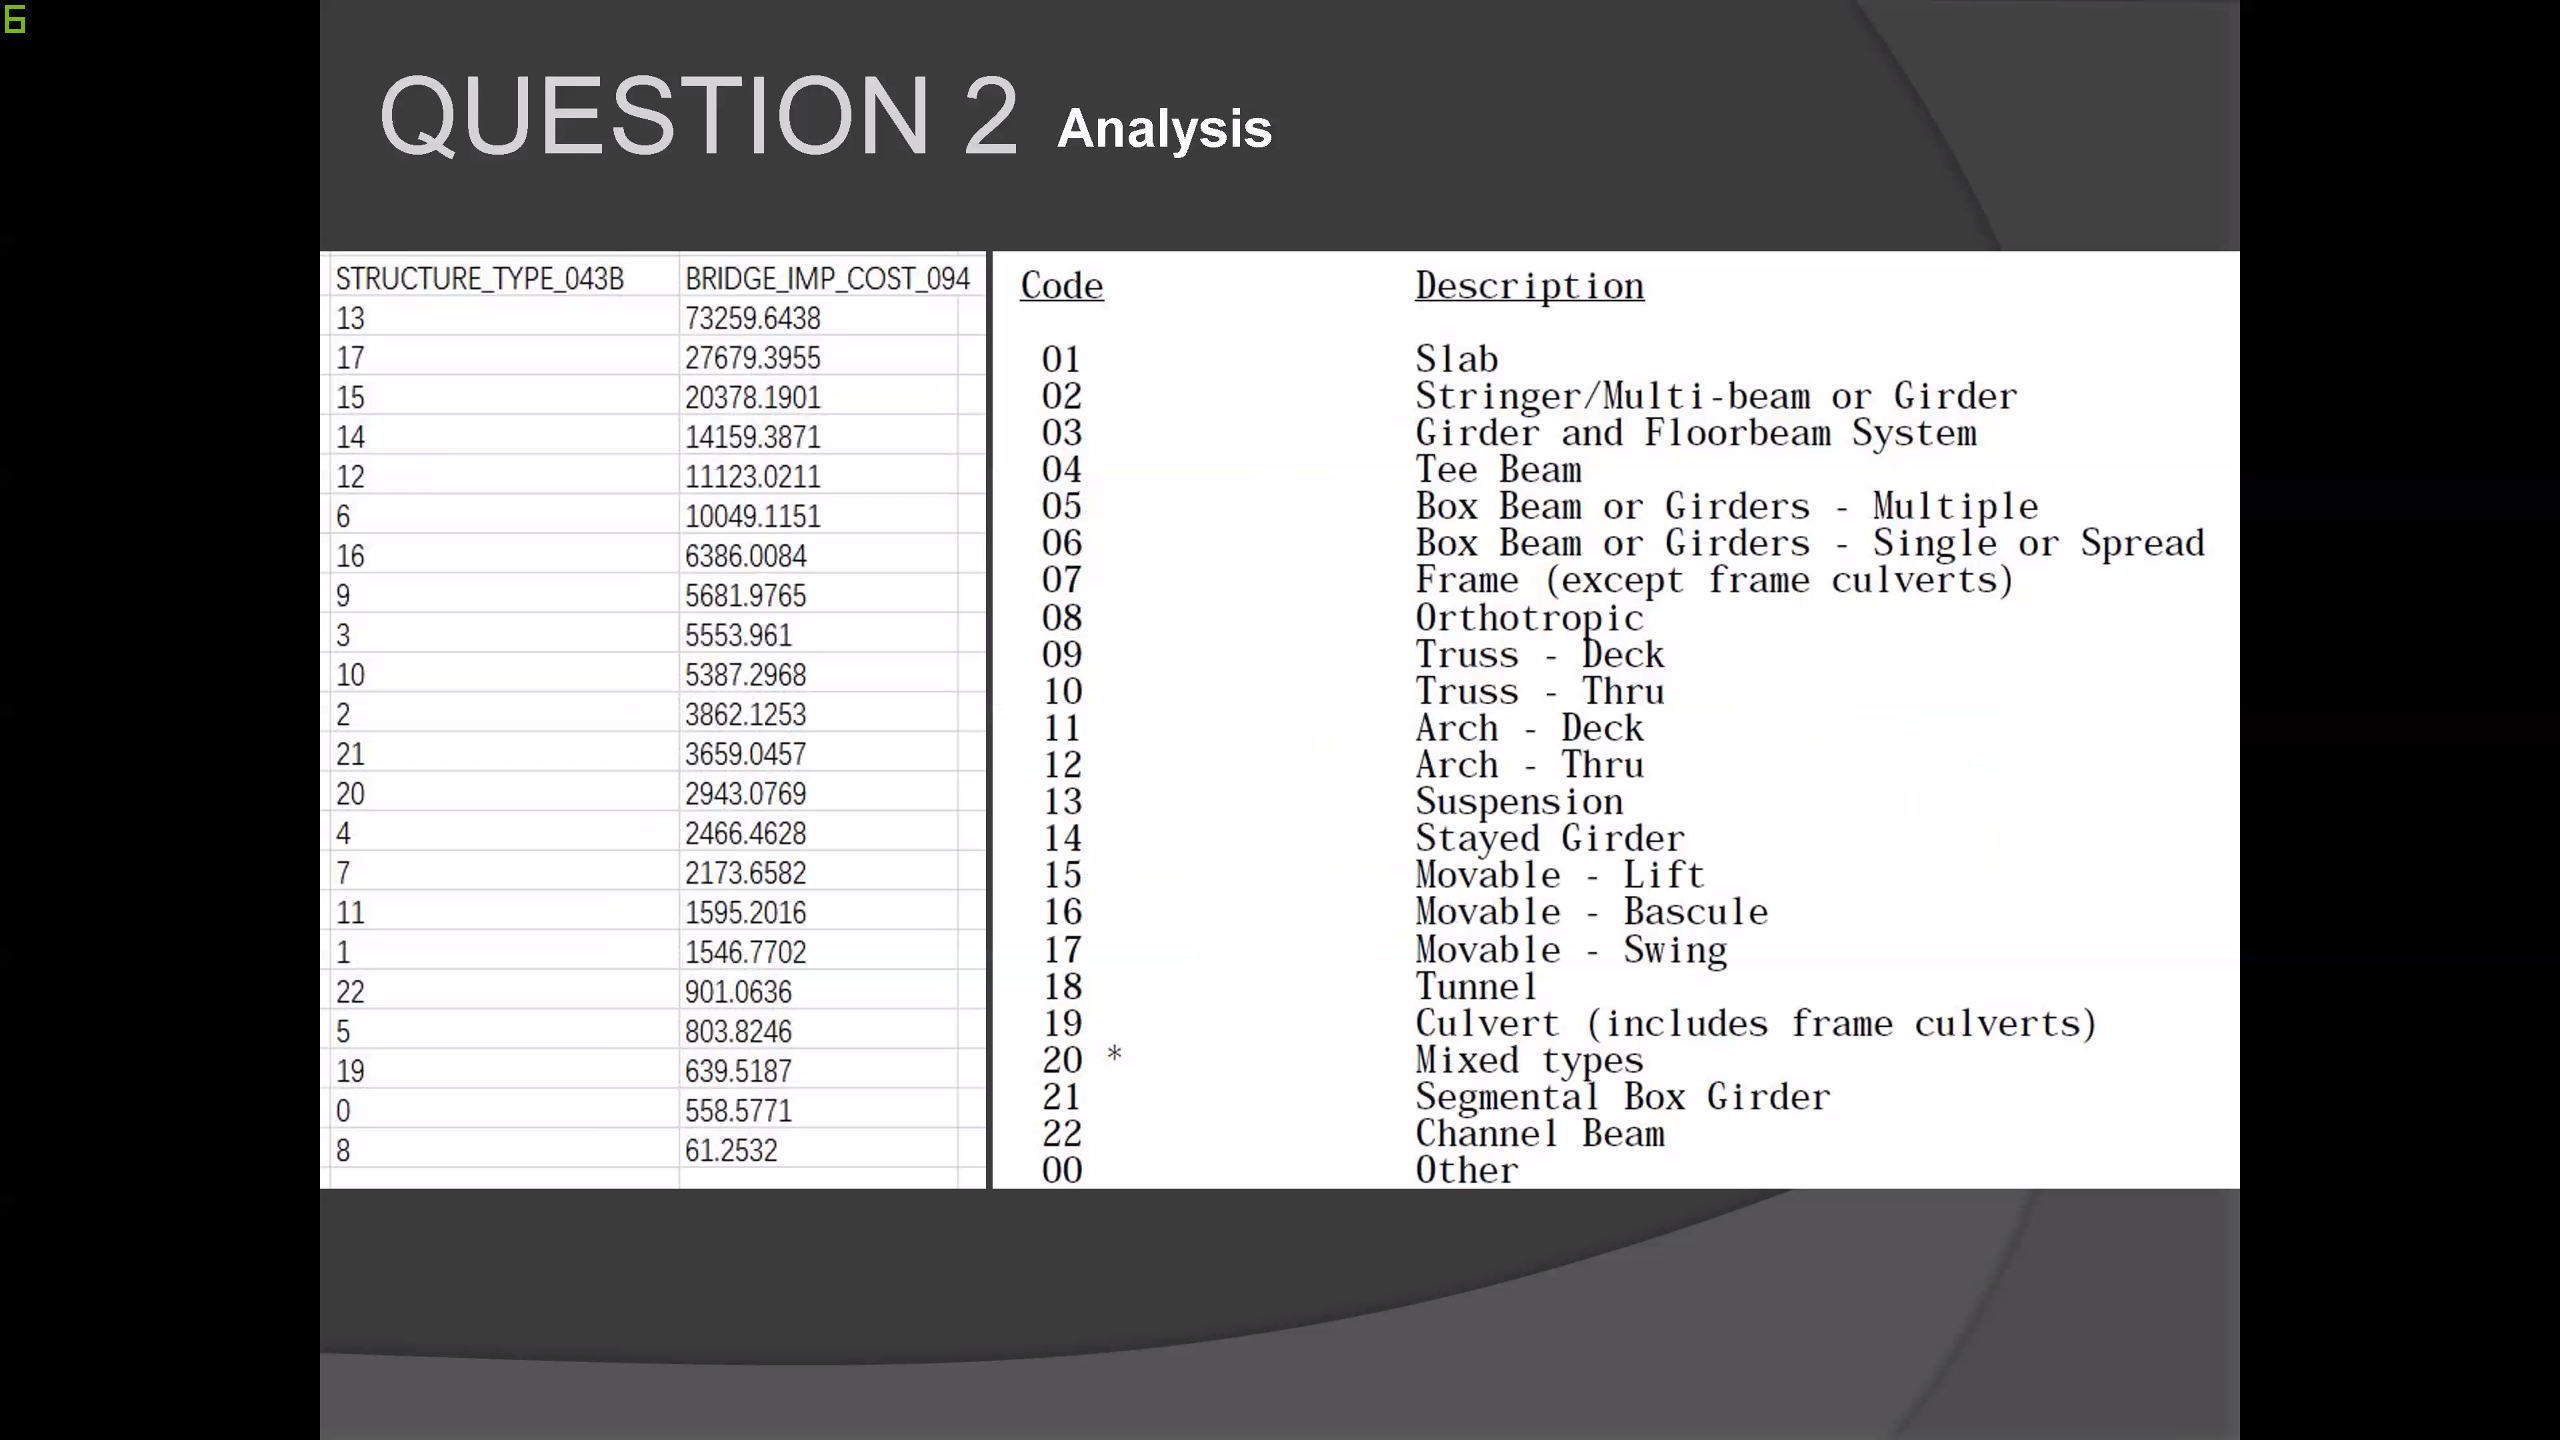 6
QUESTION 2 Analysis
STRUCTURE_TYPE_043B BRIDGE_IMP_COST_094
13 73259.6438
17 27679.3955
15 20378.1901
14 14159.3871
12 11123.0211
6 10049.1151
16 6386.0084
9 5681.9765
3 5553.961
10 5387.2968
2 3862.1253
21 3659.0457
20 2943.0769
4 2466.4628
7 2173.6582
11 1595.2016
1 1546.7702
22 901.0636
5 803.8246
19 639.5187
0 558.5771
8 61.2532
Code Description
01 Slab
02 Stringer/Multi-beam or Girder
03 Girder and Floorbeam System
04 Tee Beam
05 Box Beam or Girders - Multiple
06 Box Beam or Girders - Single or Spread
07 Frame (except frame culverts)
08 Orthotropic
09 Truss - Deck
10 Truss - Thru
11 Arch - Deck
12 Arch - Thru
13 Suspension
14 Stayed Girder
15 Movable - Lift
16 Movable - Bascule
17 Movable - Swing
18 Tunnel
19 Culvert (includes frame culverts)
20 * Mixed types
21 Segmental Box Girder
22 Channel Beam
00 Other